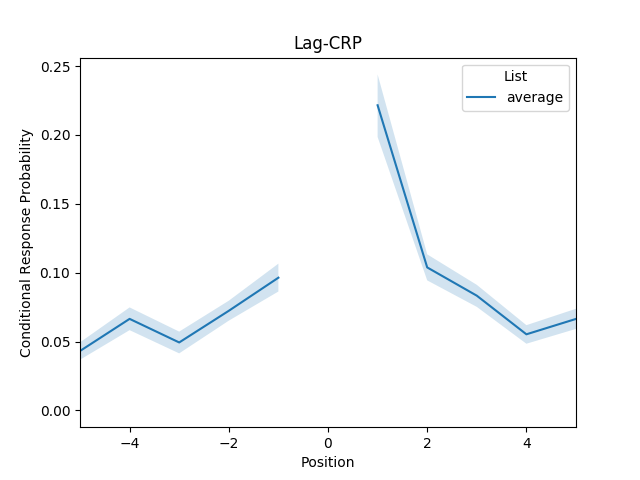 Lag-CRP
List
average
Conditional Response Probability
0.25
0.20
0.15
0.10
0.05
0.00
−4
−2
0
2
4
Position